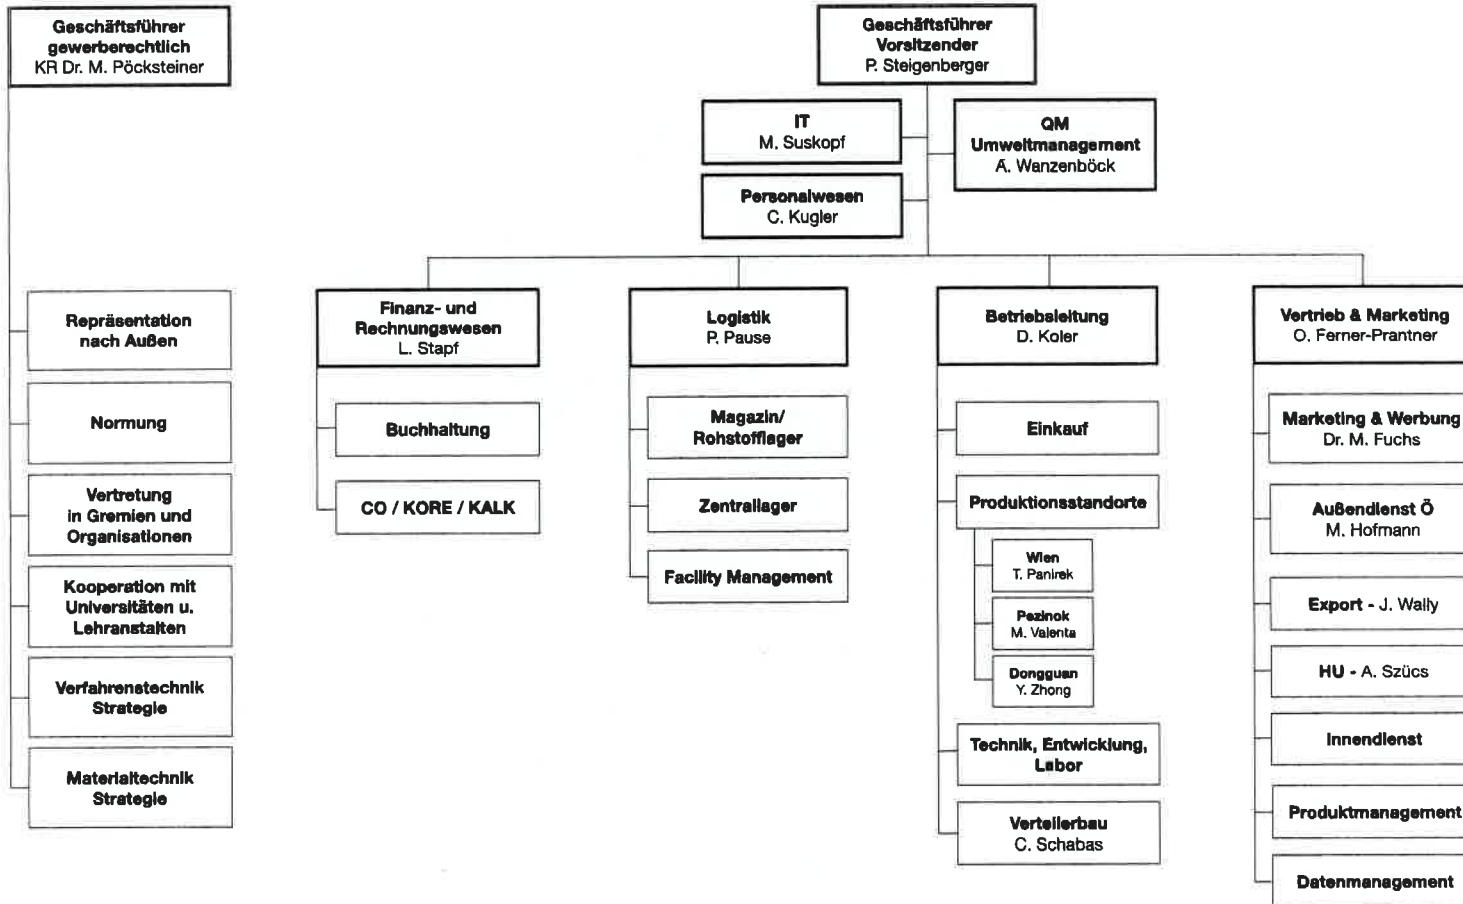 Geschäftsführer
gewerberechtlich
KR Dr. M. Pöcksteiner
Geschäftsführer
Vorsitzender
P. Steigenberger
IT
M. Suskopf
QM
Umweltmanagement
A. Wanzenböck
Personalwesen
C. Kugler
Repräsentation
nach Außen
Normung
Vertretung
in Gremien und
Organisationen
Kooperation mit
Universitäten u.
Lehranstalten
Verfahrenstechnik
Strategie
Materialtechnik
Strategie
Finanz- und
Rechnungswesen
L. Stapf
Buchhaltung
CO / KORE / KALK
Logistik
P. Pause
Magazin/
Rohstofflager
Zentrallager
Facility Management
Betriebsleitung
D. Koler
Einkauf
Produktionsstandorte
Wien
T. Panirek
Pezinok
M. Valenta
Dongguan
Y. Zhong
Technik, Entwicklung,
Labor
Verteilerbau
C. Schabas
Vertrieb & Marketing
O. Ferner-Prantner
Marketing & Werbung
Dr. M. Fuchs
Außendienst Ö
M. Hofmann
Export - J. Wally
HU - A. Szücs
Innendienst
Produktmanagement
Datenmanagement